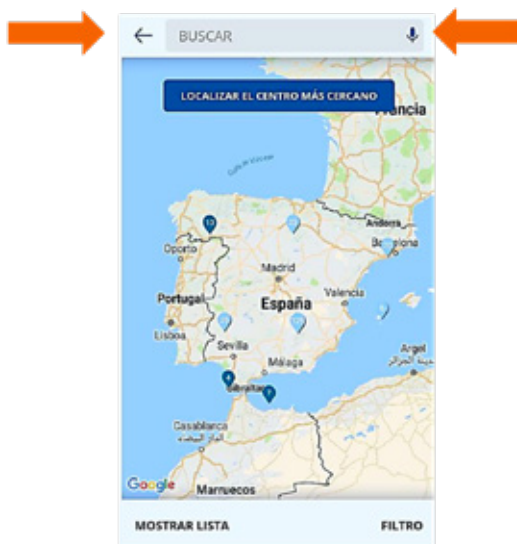 BUSCAR
LOCALIZAR EL CENTRO MÁS CERCANO
Francia
Andorra
Barcelona
Oporto
Madrid
Portugal
España
Valencia
Lisboa
Sevilla
Málaga
Argel
Gibraltar
Casablanca
Google
Marruecos
MOSTRAR LISTA
FILTRO